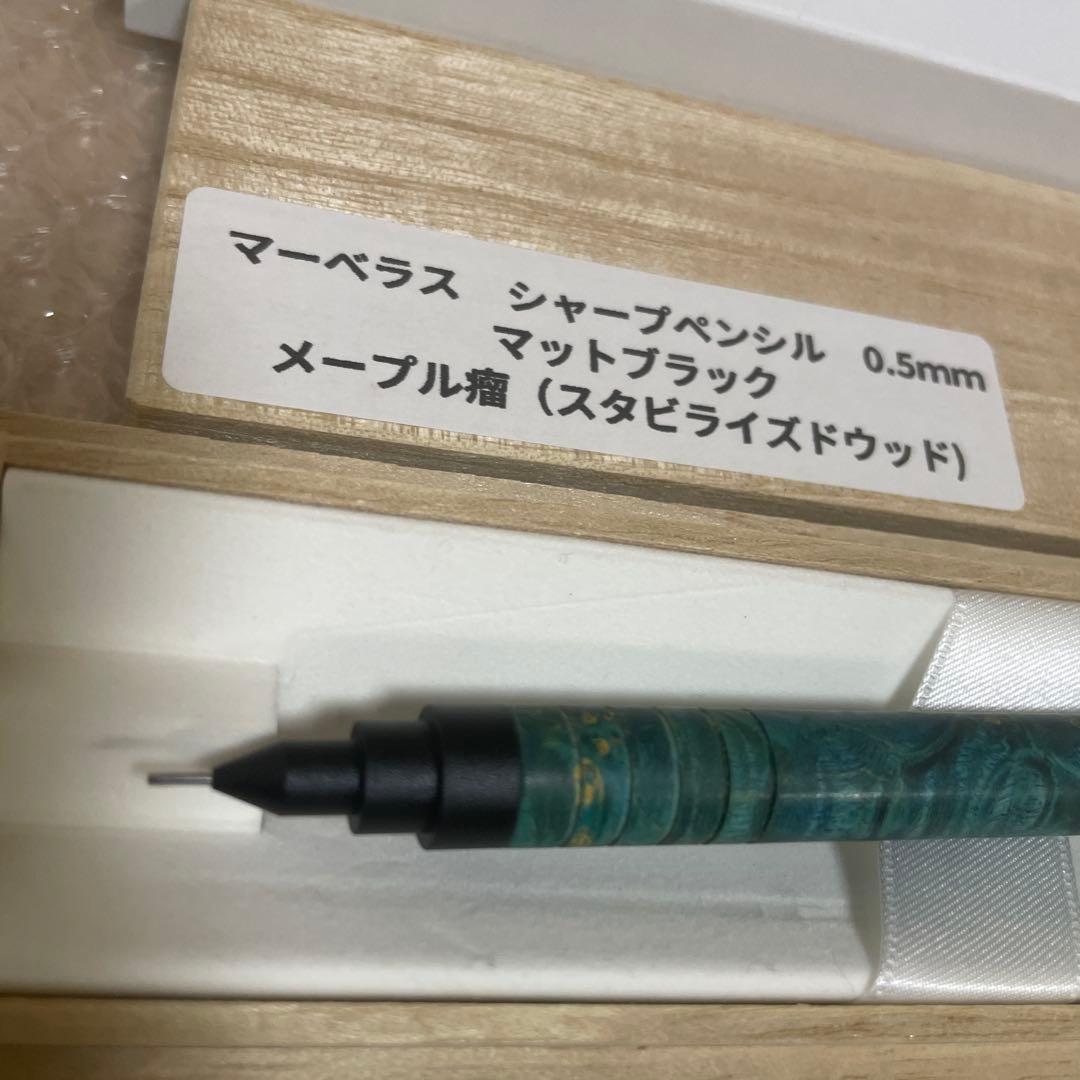 マーベラス　シャープペンシル　0.5mm
マットブラック
メープル瘤（スタビライズドウッド)